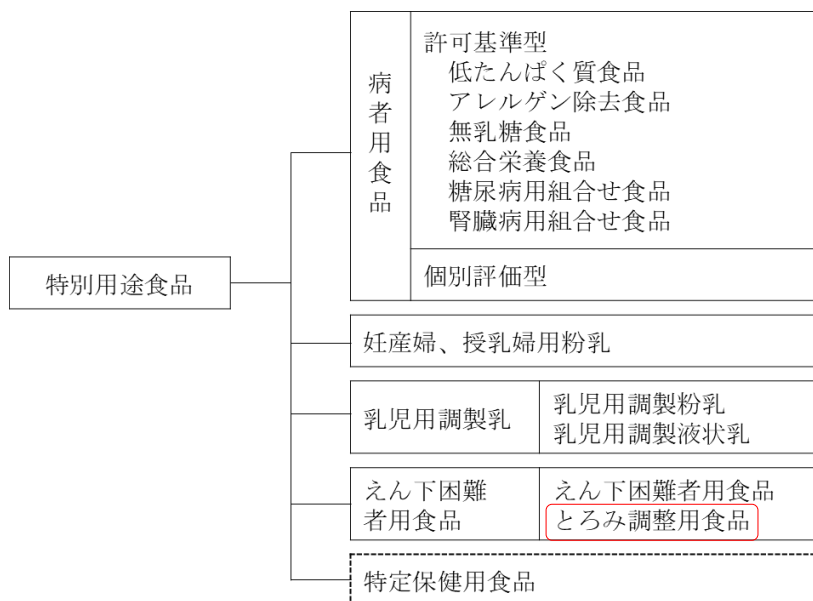 特別用途食品
病者用食品
許可基準型
低たんぱく質食品
アレルゲン除去食品
無乳糖食品
総合栄養食品
糖尿病用組合せ食品
腎臓病用組合せ食品
個別評価型
妊産婦、授乳婦用粉乳
乳児用調製乳
乳児用調製粉乳
乳児用調製液状乳
えん下困難
者用食品
えん下困難者用食品
とろみ調整用食品
特定保健用食品